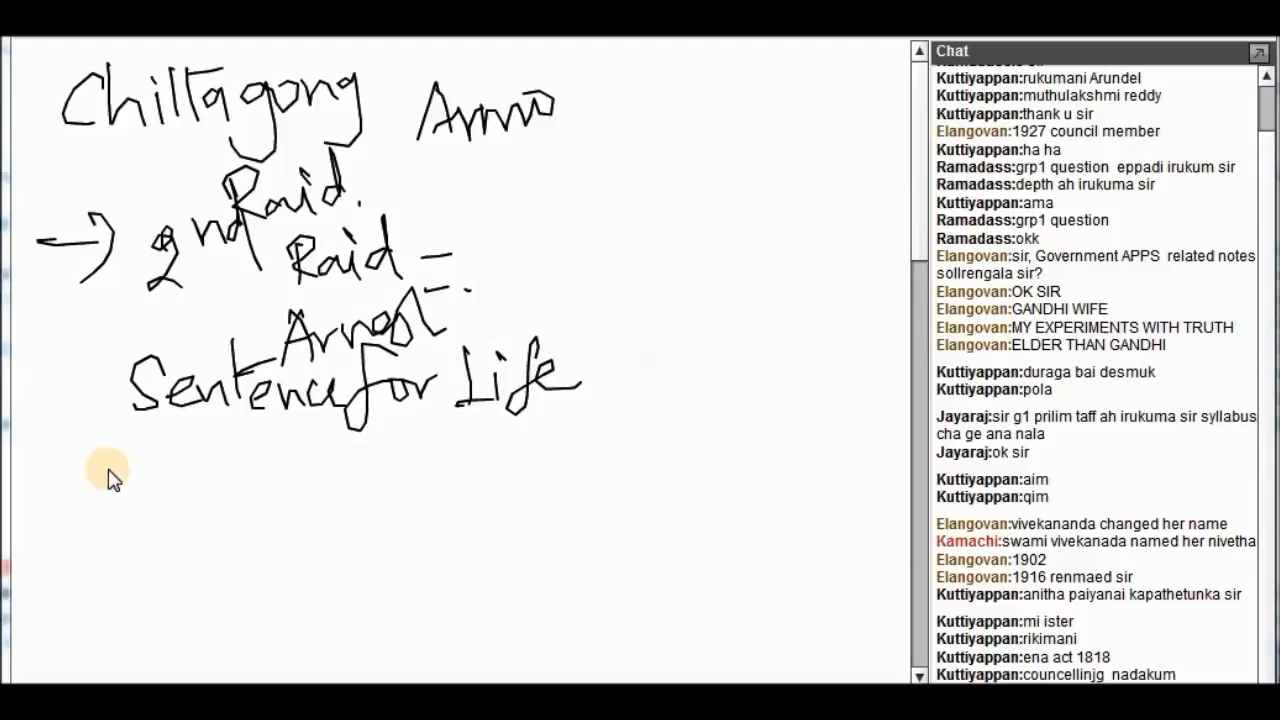 Chittagong Armo
Raid.
→ 2nd Raid –
Arrest –.
Sentence for Life
Chat
Kuttiyappan:rukumani Arundel
Kuttiyappan:muthulakshmi reddy
Kuttiyappan:thank u sir
Elangovan:1927 council member
Kuttiyappan:ha ha
Ramadass:grp1 question eppadi irukum sir
Ramadass:depth ah irukuma sir
Kuttiyappan:ama
Ramadass:grp1 question
Ramadass:okk
Elangovan:sir, Government APPS related notes
sollrengala sir?
Elangovan:OK SIR
Elangovan:GANDHI WIFE
Elangovan:MY EXPERIMENTS WITH TRUTH
Elangovan:ELDER THAN GANDHI
Kuttiyappan:duraga bai desmuk
Kuttiyappan:pola
Jayaraj:sir g1 prilim taff ah irukuma sir syllabus
cha ge ana nala
Jayaraj:ok sir
Kuttiyappan:aim
Kuttiyappan:qim
Elangovan:vivekananda changed her name
Kamachi:swami vivekanada named her nivetha
Elangovan:1902
Elangovan:1916 renmaed sir
Kuttiyappan:anitha paiyanai kapathetunka sir
Kuttiyappan:mi ister
Kuttiyappan:rikimani
Kuttiyappan:ena act 1818
Kuttiyappan:councellinjg nadakum